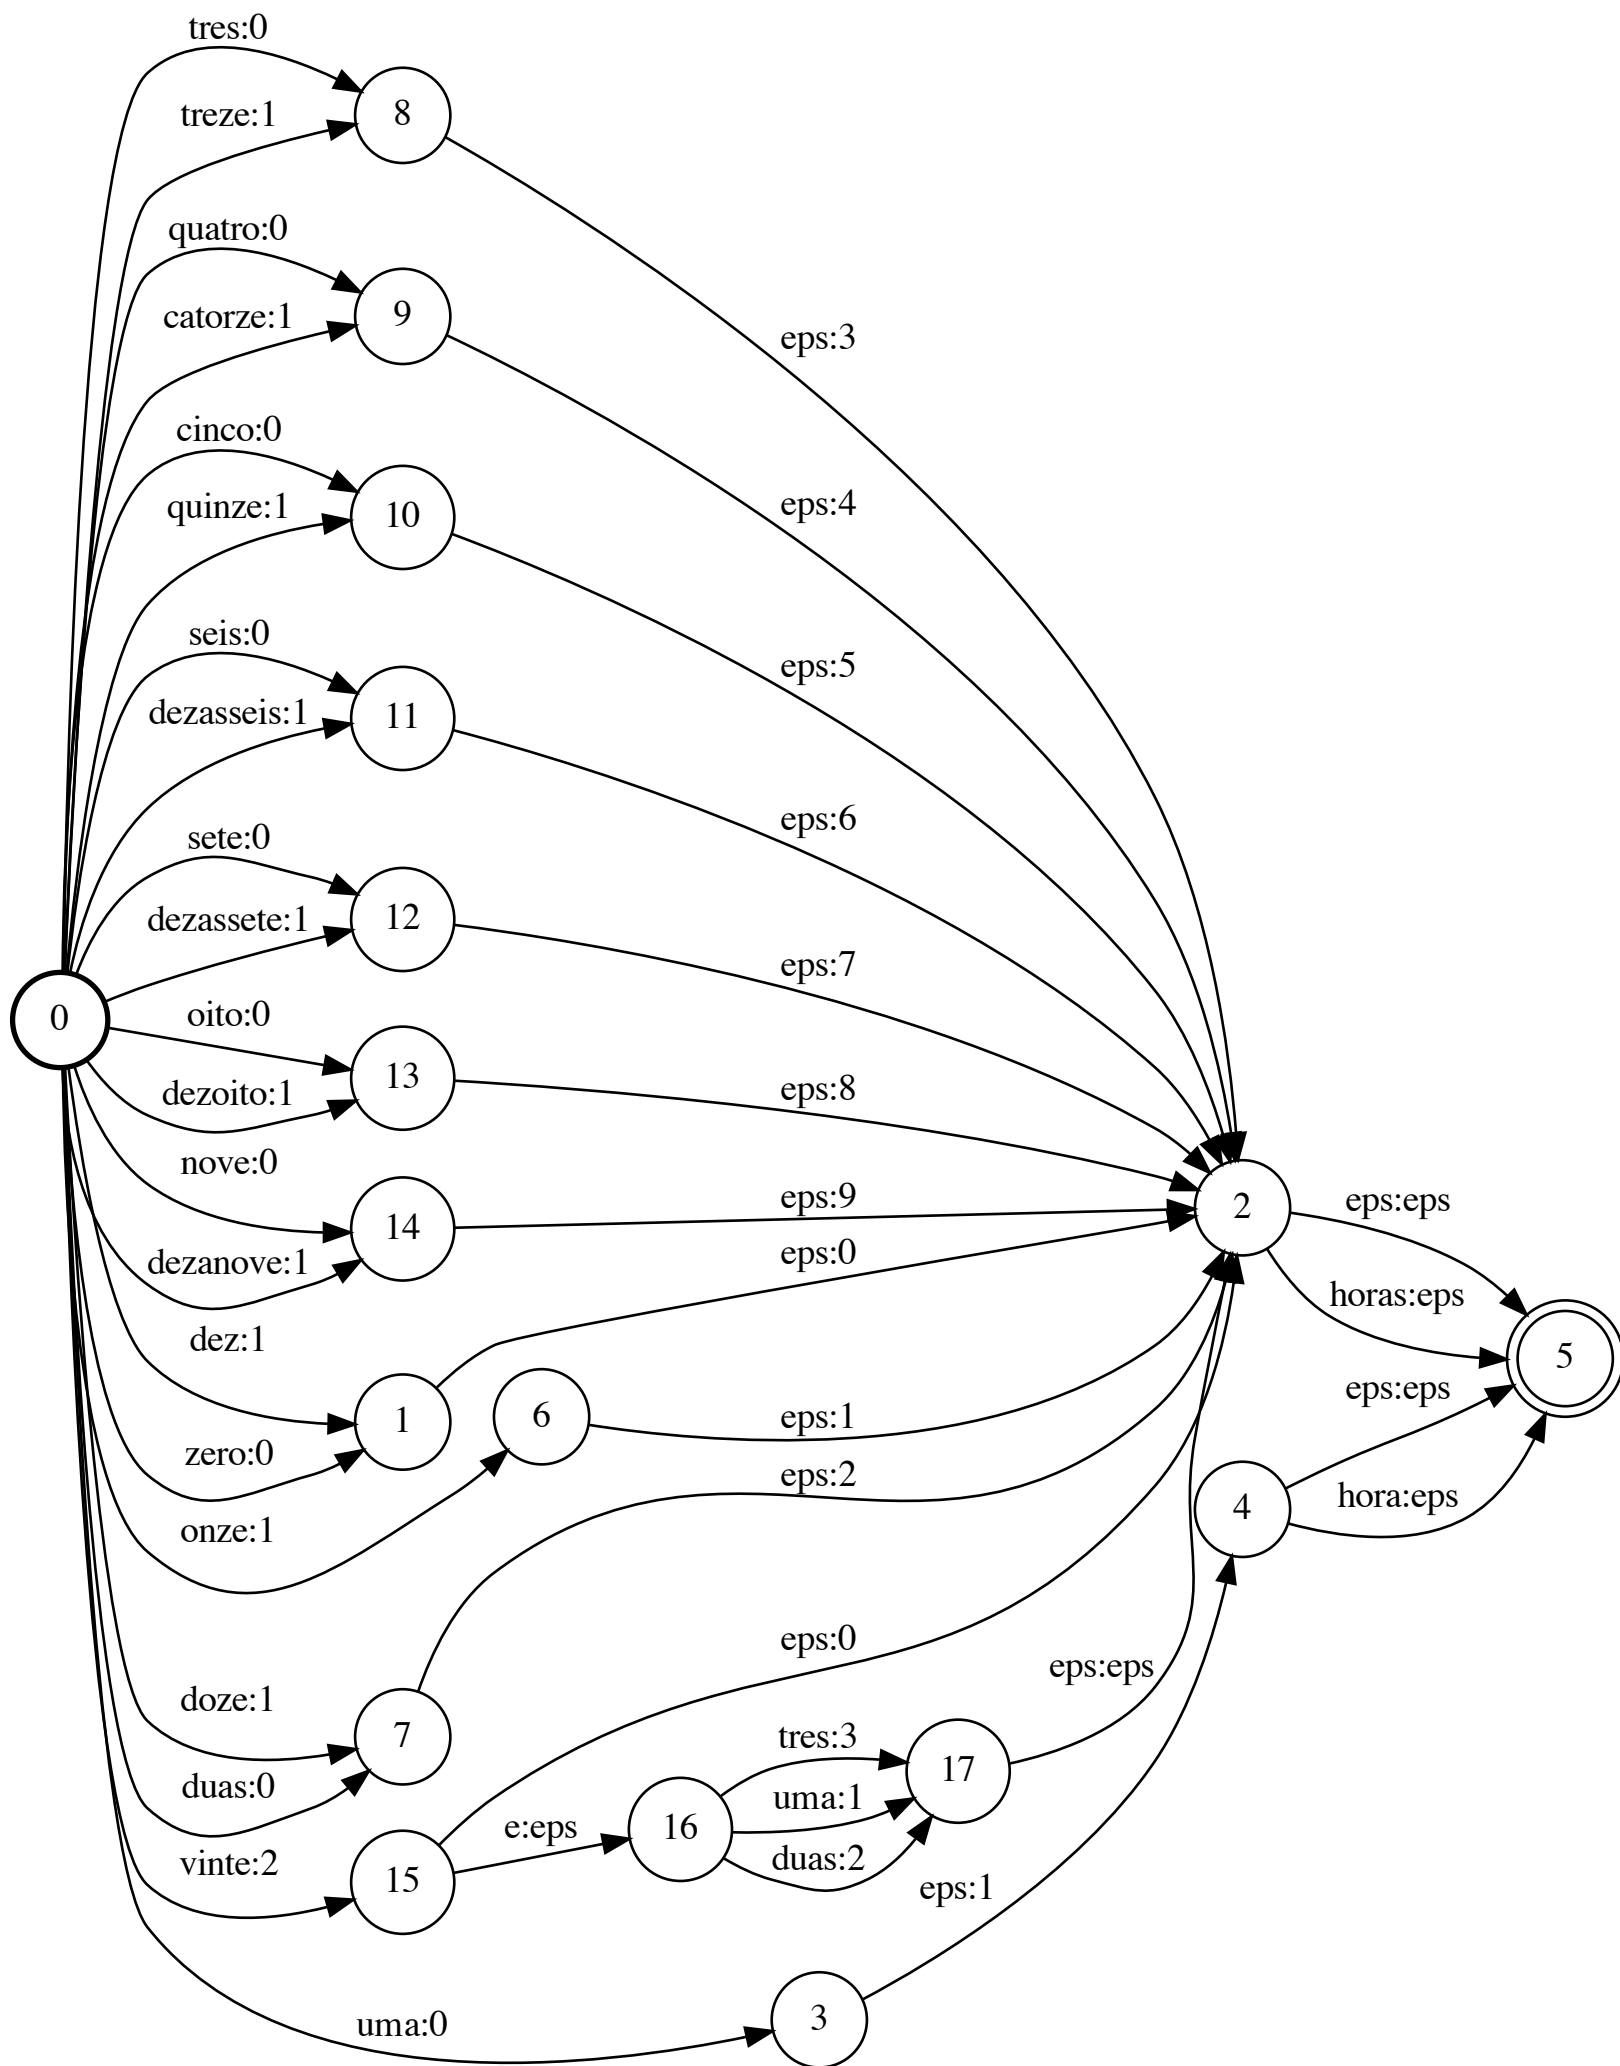 tres:0
8
treze:1
quatro:0
9
catorze:1
eps:3
cinco:0
10
quinze:1
eps:4
seis:0
11
dezasseis:1
eps:5
sete:0
12
dezassete:1
eps:6
0
oito:0
13
dezoito:1
eps:7
eps:8
nove:0
14
dezanove:1
eps:9
2
eps:eps
eps:0
horas:eps
5
dez:1
1
6
zero:0
eps:1
eps:eps
onze:1
eps:2
4
hora:eps
doze:1
7
duas:0
eps:0
eps:eps
tres:3
17
vinte:2
15
e:eps
16
uma:1
duas:2
eps:1
uma:0
3